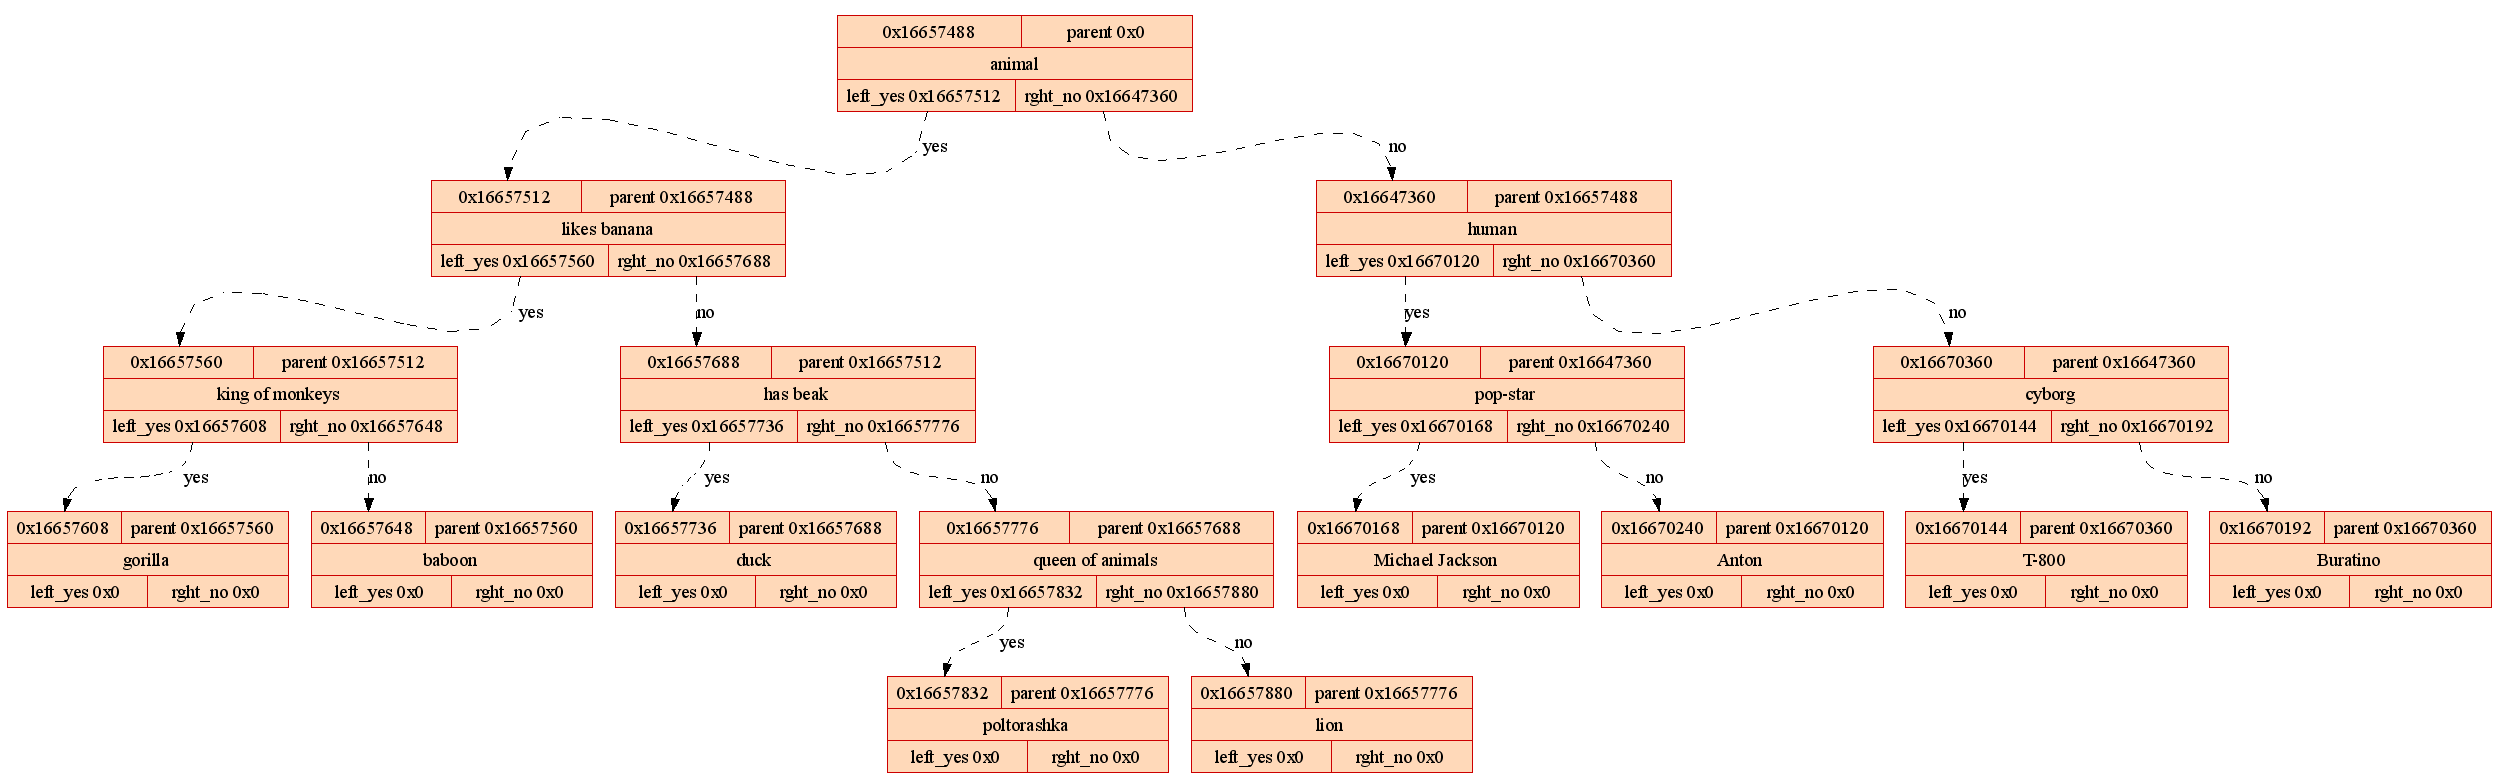 0x16657488 parent 0x0
animal
left_yes 0x16657512 rght_no 0x16647360
yes no
0x16657512 parent 0x16657488 0x16647360 parent 0x16657488
likes banana human
left_yes 0x16657560 rght_no 0x16657688 left_yes 0x16670120 rght_no 0x16670360
yes no yes no
0x16657560 parent 0x16657512 0x16657688 parent 0x16657512 0x16670120 parent 0x16647360 0x16670360 parent 0x16647360
king of monkeys has beak pop-star cyborg
left_yes 0x16657608 rght_no 0x16657648 left_yes 0x16657736 rght_no 0x16657776 left_yes 0x16670168 rght_no 0x16670240 left_yes 0x16670144 rght_no 0x16670192
yes no yes no yes no yes no
0x16657608 parent 0x16657560 0x16657648 parent 0x16657560 0x16657736 parent 0x16657688 0x16657776 parent 0x16657688 0x16670168 parent 0x16670120 0x16670240 parent 0x16670120 0x16670144 parent 0x16670360 0x16670192 parent 0x16670360
gorilla baboon duck queen of animals Michael Jackson Anton T-800 Buratino
left_yes 0x0 rght_no 0x0 left_yes 0x0 rght_no 0x0 left_yes 0x0 rght_no 0x0 left_yes 0x16657832 rght_no 0x16657880 left_yes 0x0 rght_no 0x0 left_yes 0x0 rght_no 0x0 left_yes 0x0 rght_no 0x0 left_yes 0x0 rght_no 0x0
yes no
0x16657832 parent 0x16657776 0x16657880 parent 0x16657776
poltorashka lion
left_yes 0x0 rght_no 0x0 left_yes 0x0 rght_no 0x0